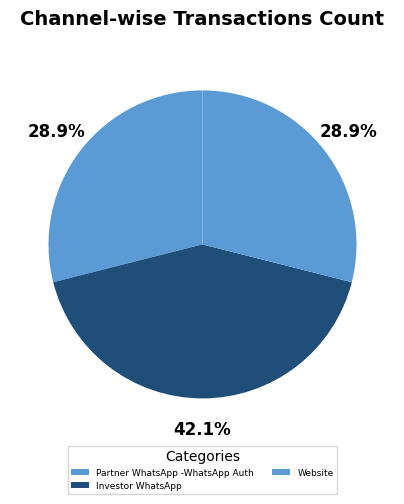 Channel-wise Transactions Count
28.9%
28.9%
42.1%
Categories
Partner WhatsApp -WhatsApp Auth
Investor WhatsApp
Website